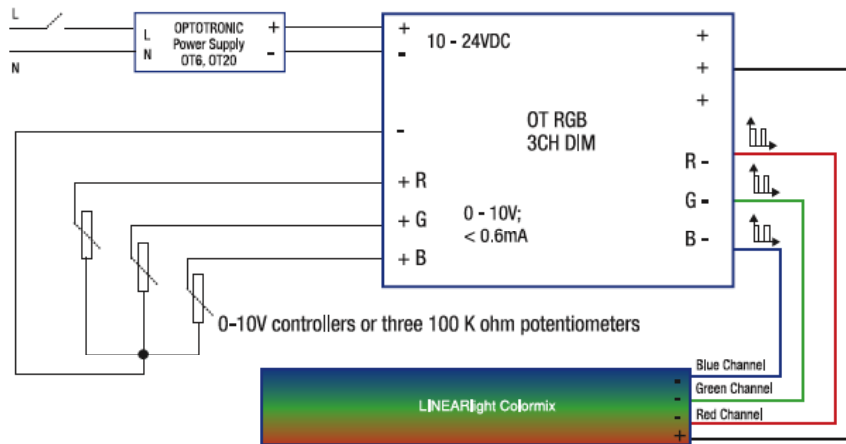 L
N
L
N
OPTOTRONIC
Power Supply
OT6, OT20
+
-
+
-
10 - 24VDC
+
+
+
OT RGB
3CH DIM
-
+ R
+ G
+ B
0 - 10V;
< 0.6mA
R -
G -
B -
0-10V controllers or three 100 K ohm potentiometers
LINEARlight Colormix
Blue Channel
Green Channel
Red Channel
-
-
-
+